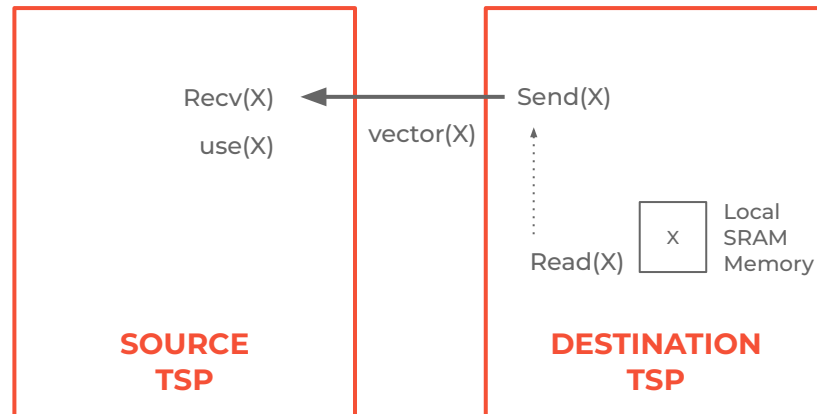 Recv(X)
use(X)
vector(X)
Send(X)
Read(X)
X
Local
SRAM
Memory
SOURCE
TSP
DESTINATION
TSP